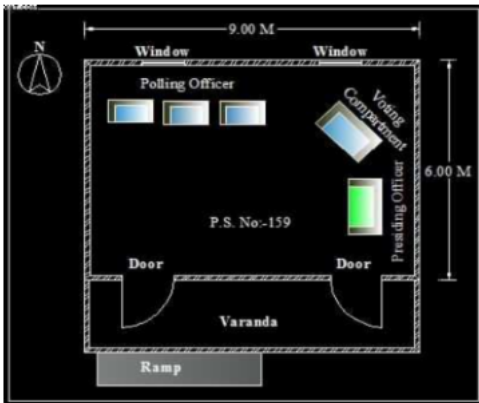 9.00 M
N
Window
Window
Polling Officer
Voting
Compartment
6.00 M
Presiding Officer
P.S. No:-159
Door
Door
Varanda
Ramp